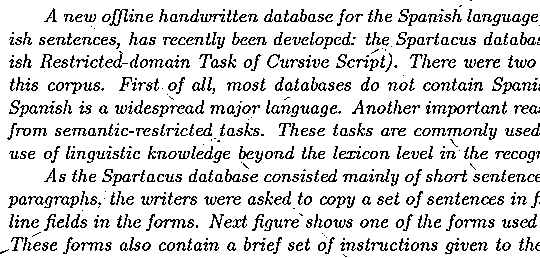 A new offline handwritten database for the Spanish language
ish sentences, has recently been developed: the Spartacus databas
ish Restricted-domain Task of Cursive Script). There were two
this corpus. First of all, most databases do not contain Spani
Spanish is a widespread major language. Another important rea
from semantic-restricted tasks. These tasks are commonly used
use of linguistic knowledge beyond the lexicon level in the recog
As the Spartacus database consisted mainly of short sentence
paragraphs, the writers were asked to copy a set of sentences in f
line fields in the forms. Next figure shows one of the forms used
These forms also contain a brief set of instructions given to the